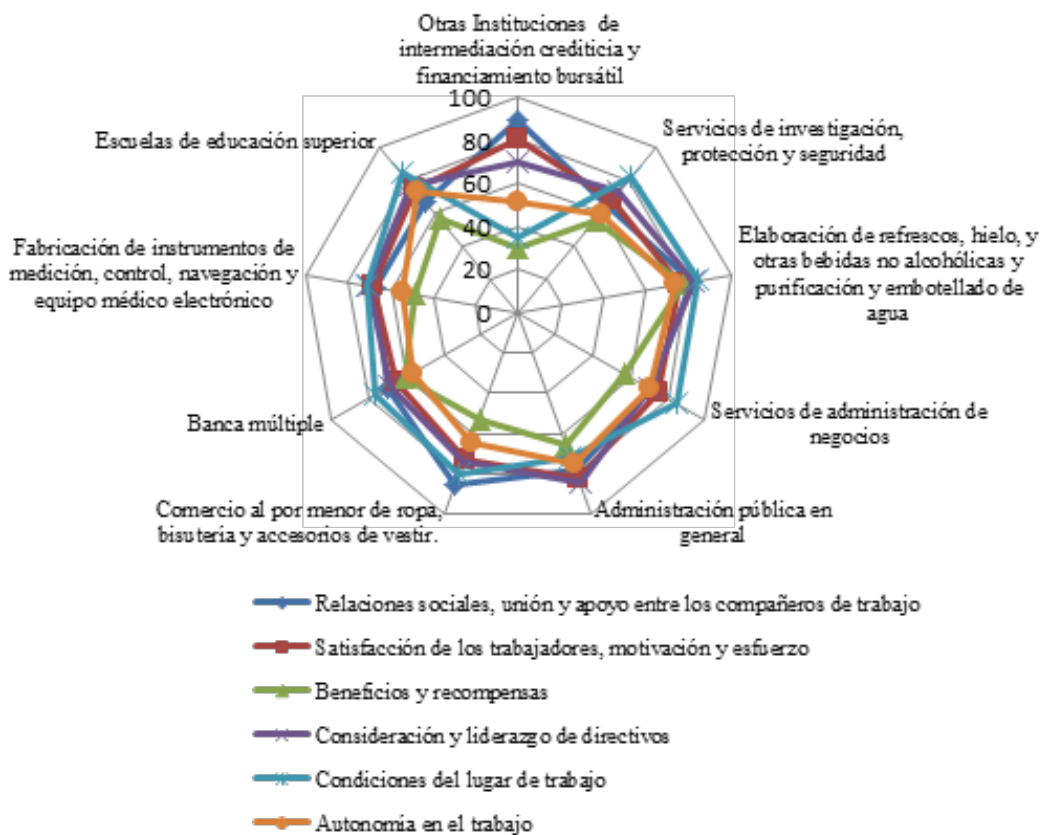 Otras Instituciones de
intermediación crediticia y
financiamiento bursátil
100
80
60
40
20
0
Servicios de investigación,
protección y seguridad
Elaboración de refrescos, hielo, y
otras bebidas no alcohólicas y
purificación y embotellado de
agua
Servicios de administración de
negocios
Administración pública en
general
Comercio al por menor de ropa,
bisutería y accesorios de vestir.
Banca múltiple
Fabricación de instrumentos de
medición, control, navegación y
equipo médico electrónico
Escuelas de educación superior
Relaciones sociales, unión y apoyo entre los compañeros de trabajo
Satisfacción de los trabajadores, motivación y esfuerzo
Beneficios y recompensas
Consideración y liderazgo de directivos
Condiciones del lugar de trabajo
Autonomía en el trabajo